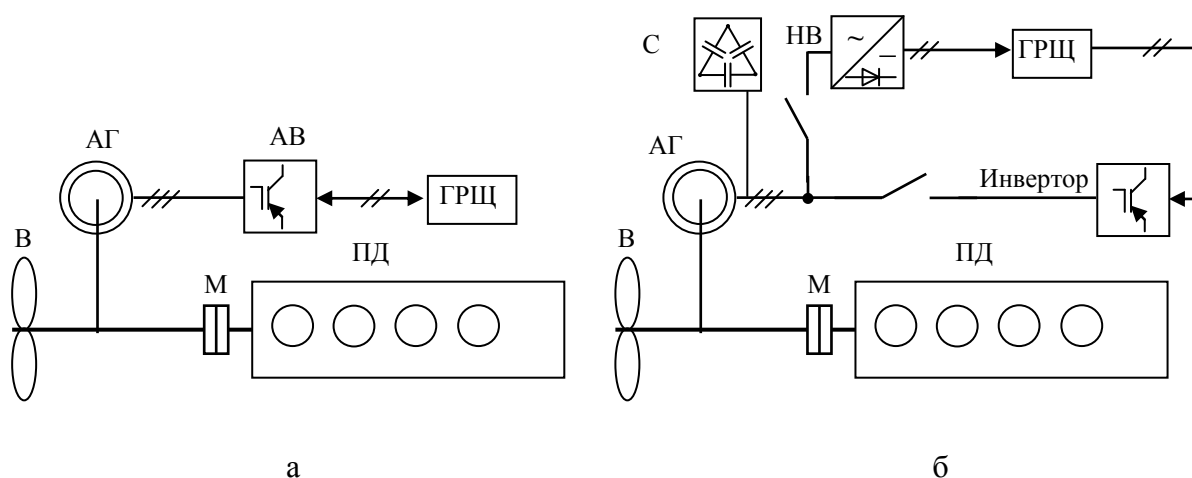 АГ
АВ
ГРЩ
В
М
ПД
а
С
НВ
~
–
ГРЩ
АГ
Инвертор
В
М
ПД
б